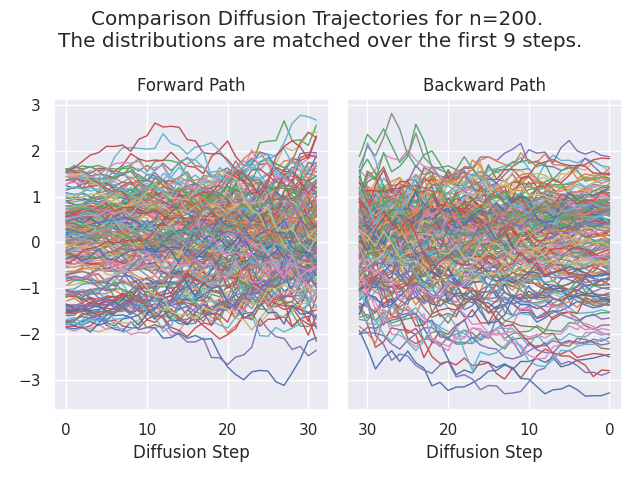 Comparison Diffusion Trajectories for n=200.
The distributions are matched over the first 9 steps.
Forward Path
Backward Path
3
2
1
0
−1
−2
−3
0 10 20 30
30 20 10 0
Diffusion Step
Diffusion Step